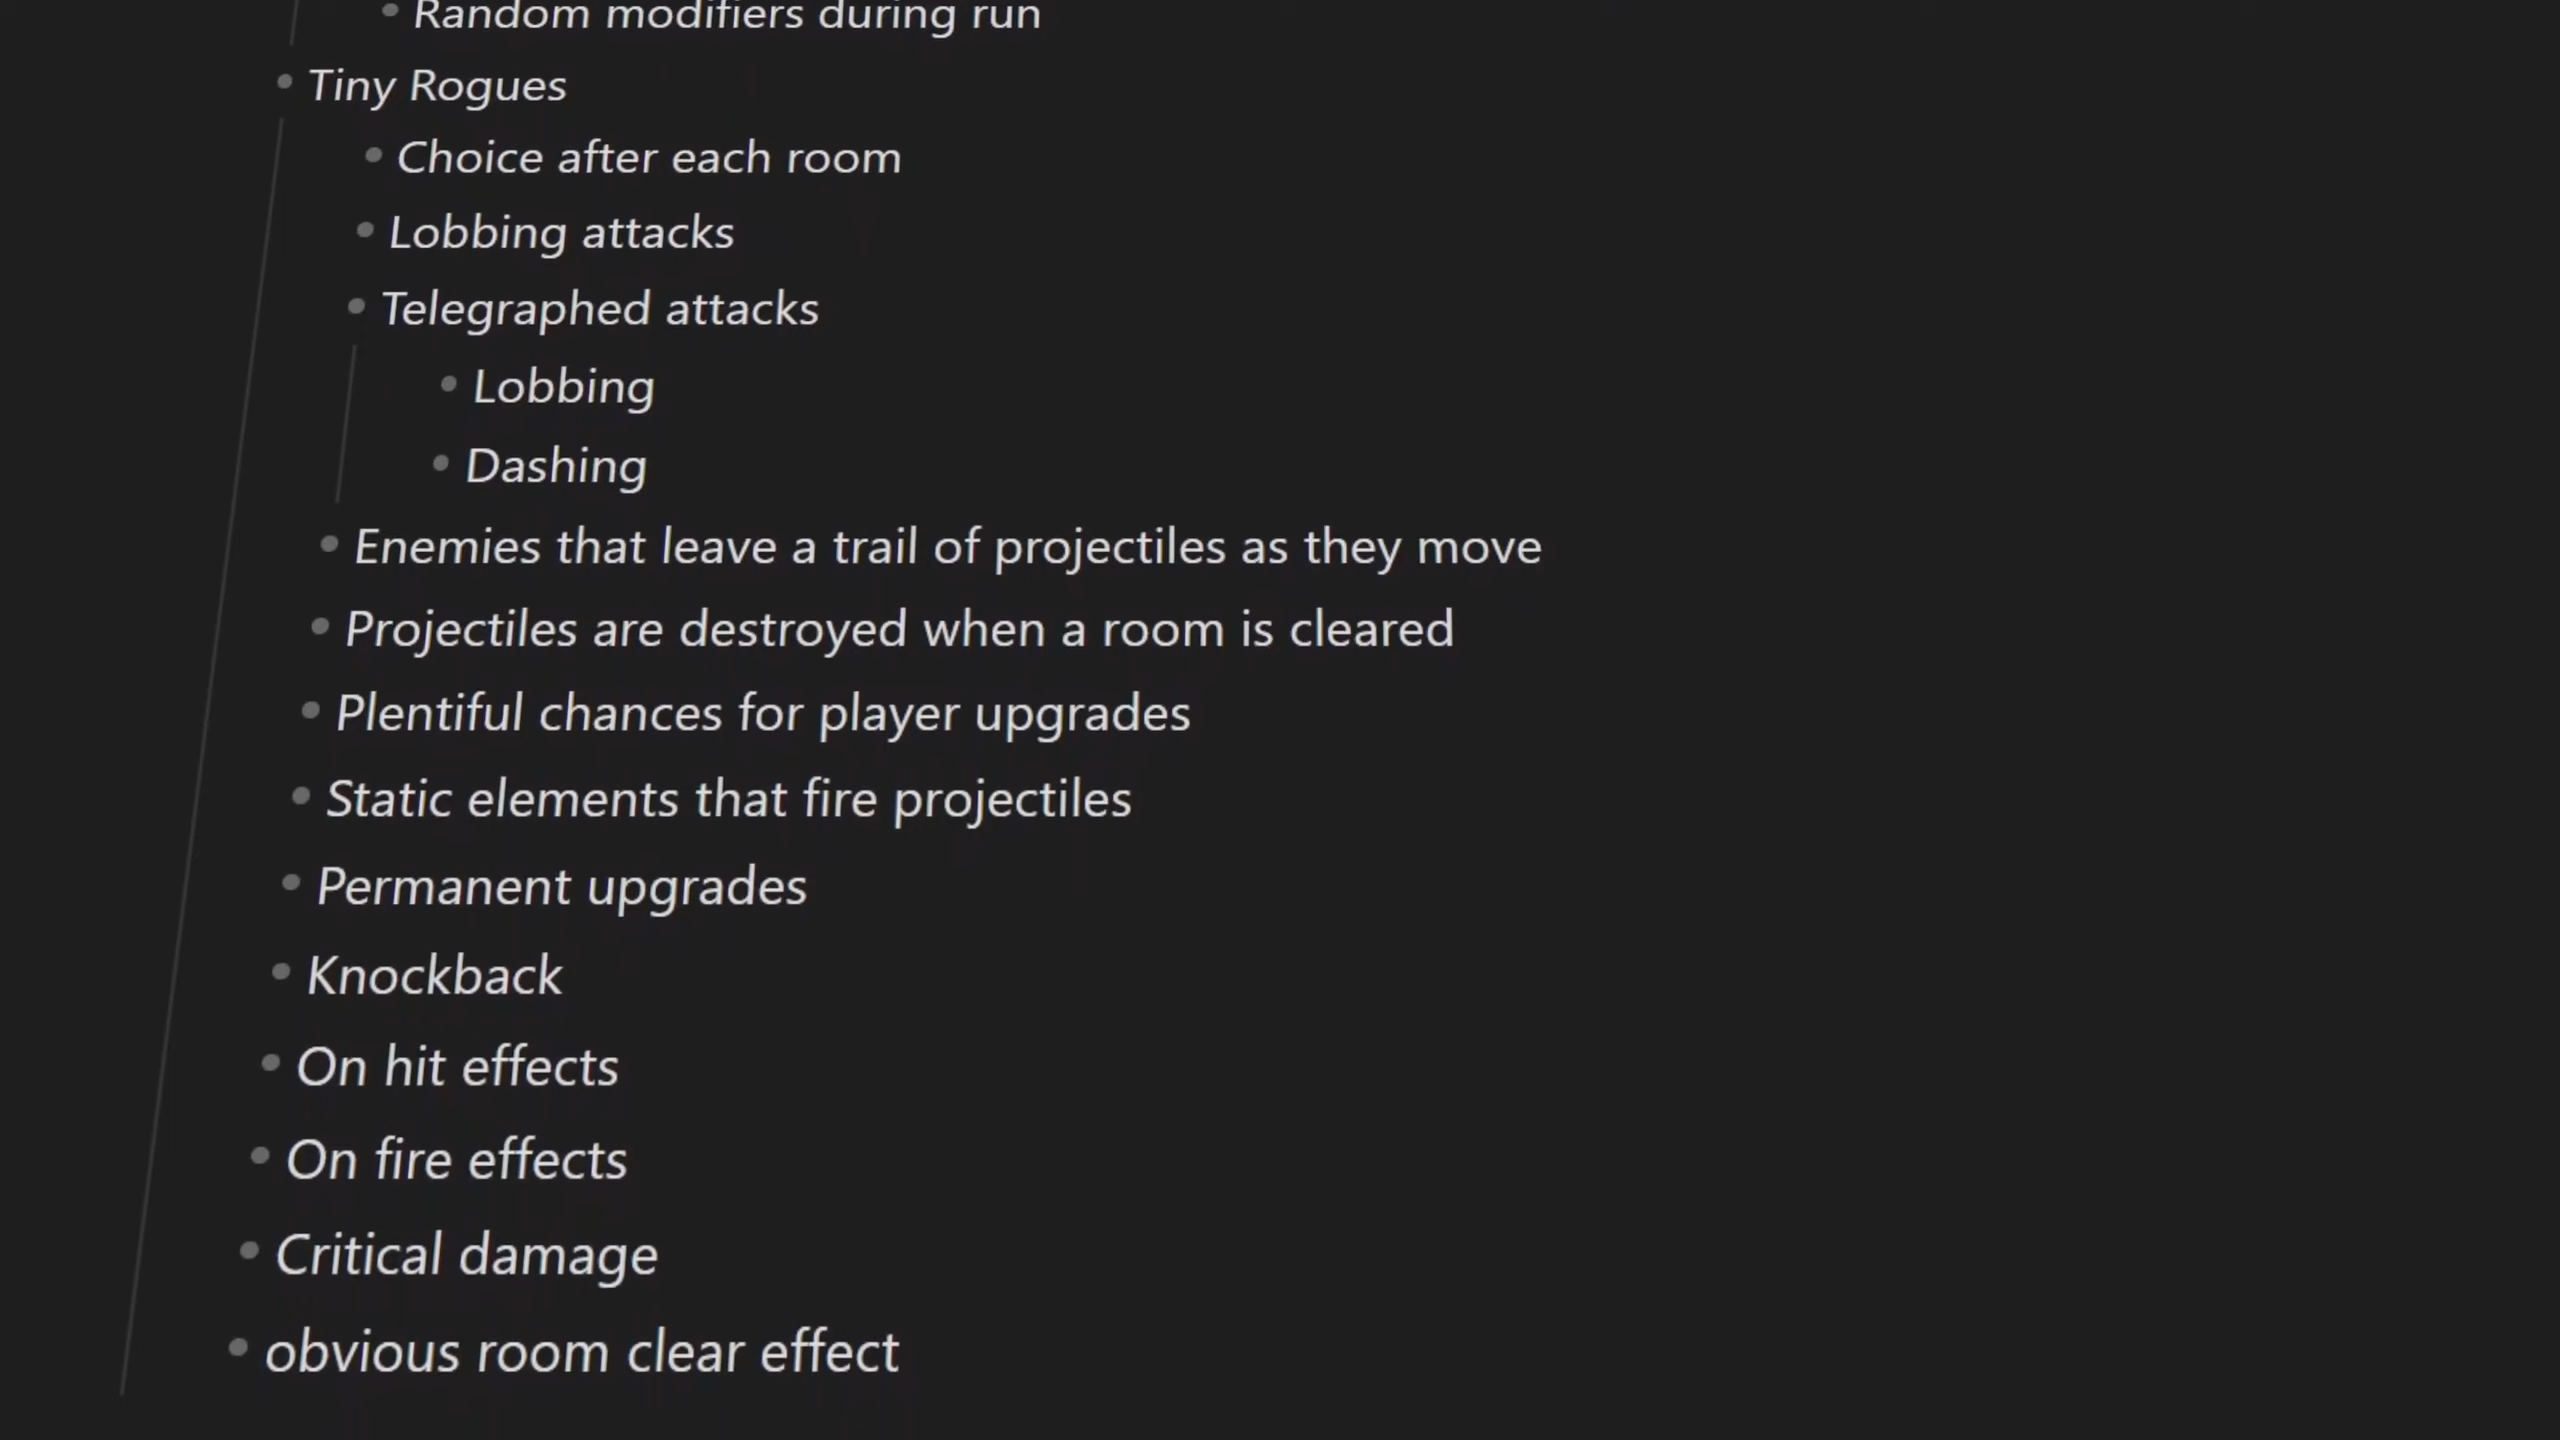 Random modifiers during run
Tiny Rogues
Choice after each room
Lobbing attacks
Telegraphed attacks
Lobbing
Dashing
Enemies that leave a trail of projectiles as they move
Projectiles are destroyed when a room is cleared
Plentiful chances for player upgrades
Static elements that fire projectiles
Permanent upgrades
Knockback
On hit effects
On fire effects
Critical damage
obvious room clear effect